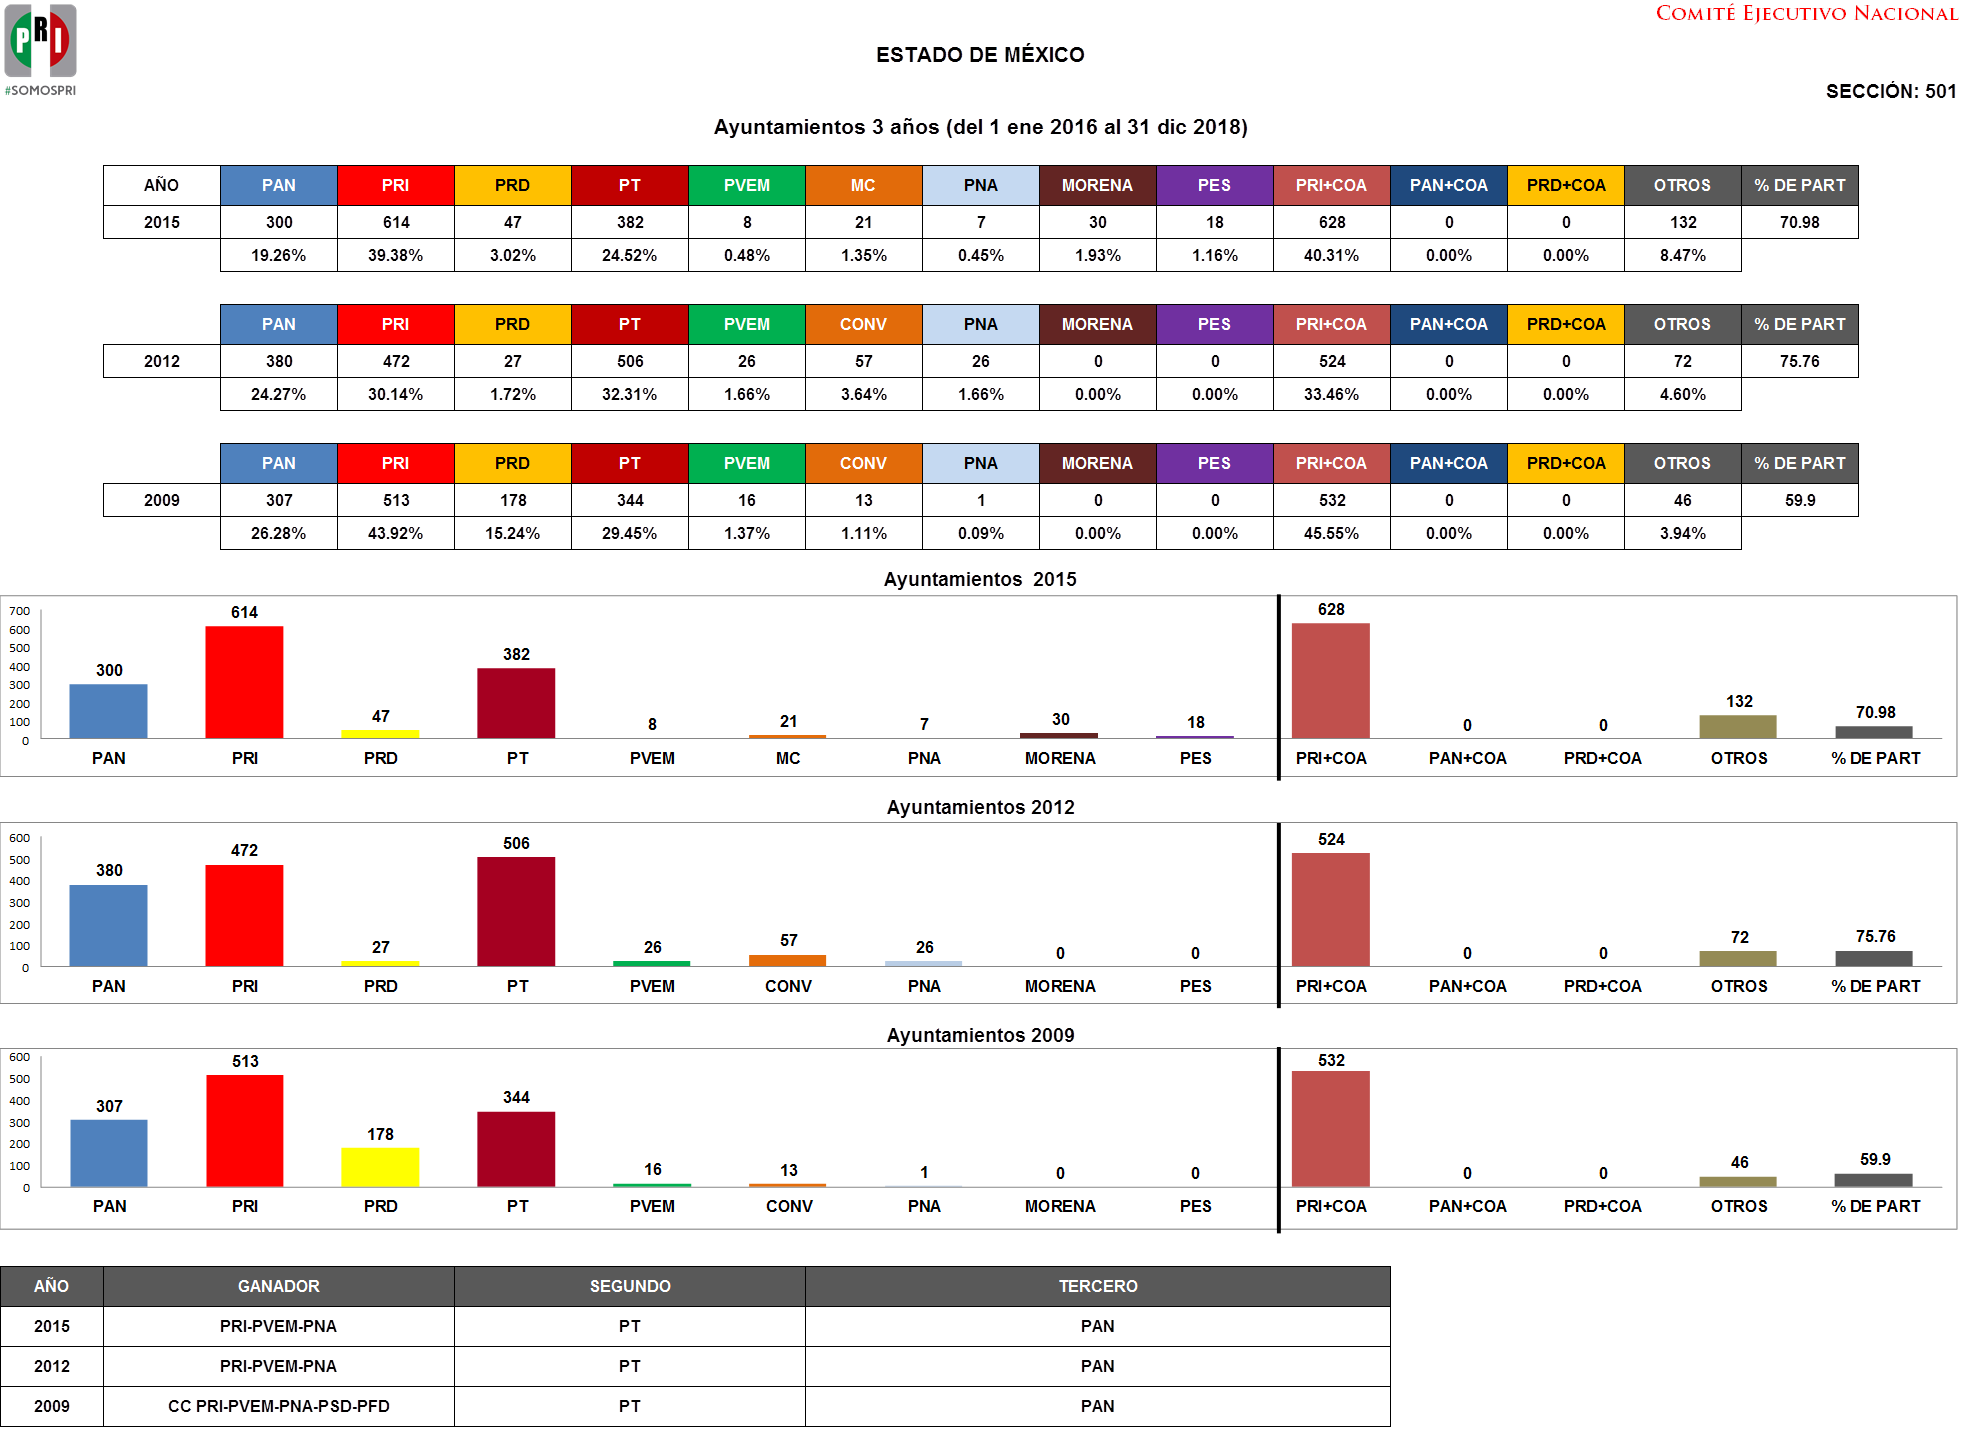 PRI
#SOMOSPRI
COMITÉ EJECUTIVO NACIONAL
ESTADO DE MÉXICO
SECCIÓN: 501
Ayuntamientos 3 años (del 1 ene 2016 al 31 dic 2018)
AÑO PAN PRI PRD PT PVEM MC PNA MORENA PES PRI+COA PAN+COA PRD+COA OTROS % DE PART
2015 300 614 47 382 8 21 7 30 18 628 0 0 132 70.98
19.26% 39.38% 3.02% 24.52% 0.48% 1.35% 0.45% 1.93% 1.16% 40.31% 0.00% 0.00% 8.47%
PAN PRI PRD PT PVEM CONV PNA MORENA PES PRI+COA PAN+COA PRD+COA OTROS % DE PART
2012 380 472 27 506 26 57 26 0 0 524 0 0 72 75.76
24.27% 30.14% 1.72% 32.31% 1.66% 3.64% 1.66% 0.00% 0.00% 33.46% 0.00% 0.00% 4.60%
PAN PRI PRD PT PVEM CONV PNA MORENA PES PRI+COA PAN+COA PRD+COA OTROS % DE PART
2009 307 513 178 344 16 13 1 0 0 532 0 0 46 59.9
26.28% 43.92% 15.24% 29.45% 1.37% 1.11% 0.09% 0.00% 0.00% 45.55% 0.00% 0.00% 3.94%
Ayuntamientos 2015
700
600
500
400
300
200
100
0
300 614 47 382 8 21 7 30 18 628 0 0 132 70.98
PAN PRI PRD PT PVEM MC PNA MORENA PES PRI+COA PAN+COA PRD+COA OTROS % DE PART
Ayuntamientos 2012
600
500
400
300
200
100
0
380 472 27 506 26 57 26 0 0 524 0 0 72 75.76
PAN PRI PRD PT PVEM CONV PNA MORENA PES PRI+COA PAN+COA PRD+COA OTROS % DE PART
Ayuntamientos 2009
600
500
400
300
200
100
0
307 513 178 344 16 13 1 0 0 532 0 0 46 59.9
PAN PRI PRD PT PVEM CONV PNA MORENA PES PRI+COA PAN+COA PRD+COA OTROS % DE PART
AÑO GANADOR SEGUNDO TERCERO
2015 PRI-PVEM-PNA PT PAN
2012 PRI-PVEM-PNA PT PAN
2009 CC PRI-PVEM-PNA-PSD-PFD PT PAN